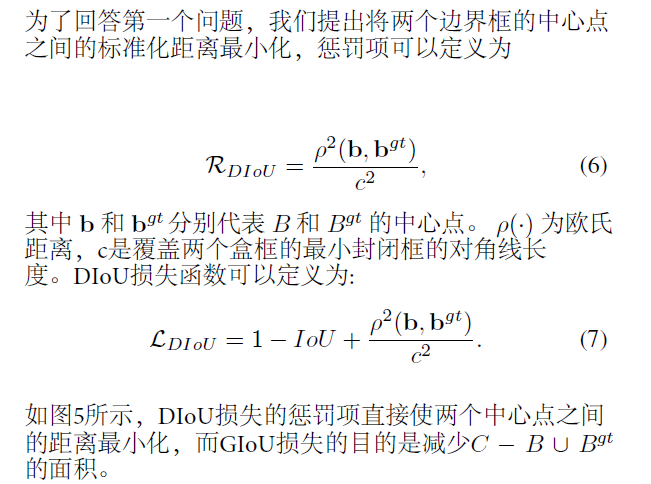 为了回答第一个问题，我们提出将两个边界框的中心点
之间的标准化距离最小化，惩罚项可以定义为
$\mathcal{R}_{DIoU} = \frac{\rho^2(\mathbf{b}, \mathbf{b}^{gt})}{c^2},$ (6)
其中 $\mathbf{b}$ 和 $\mathbf{b}^{gt}$ 分别代表 $B$ 和 $B^{gt}$ 的中心点。 $\rho(\cdot)$ 为欧氏
距离，c是覆盖两个盒框的最小封闭框的对角线长
度。DIoU损失函数可以定义为:
$\mathcal{L}_{DIoU} = 1 - IoU + \frac{\rho^2(\mathbf{b}, \mathbf{b}^{gt})}{c^2}.$ (7)
如图5所示，DIoU损失的惩罚项直接使两个中心点之间
的距离最小化，而GIoU损失的目的是减少$C - B \cup B^{gt}$
的面积。